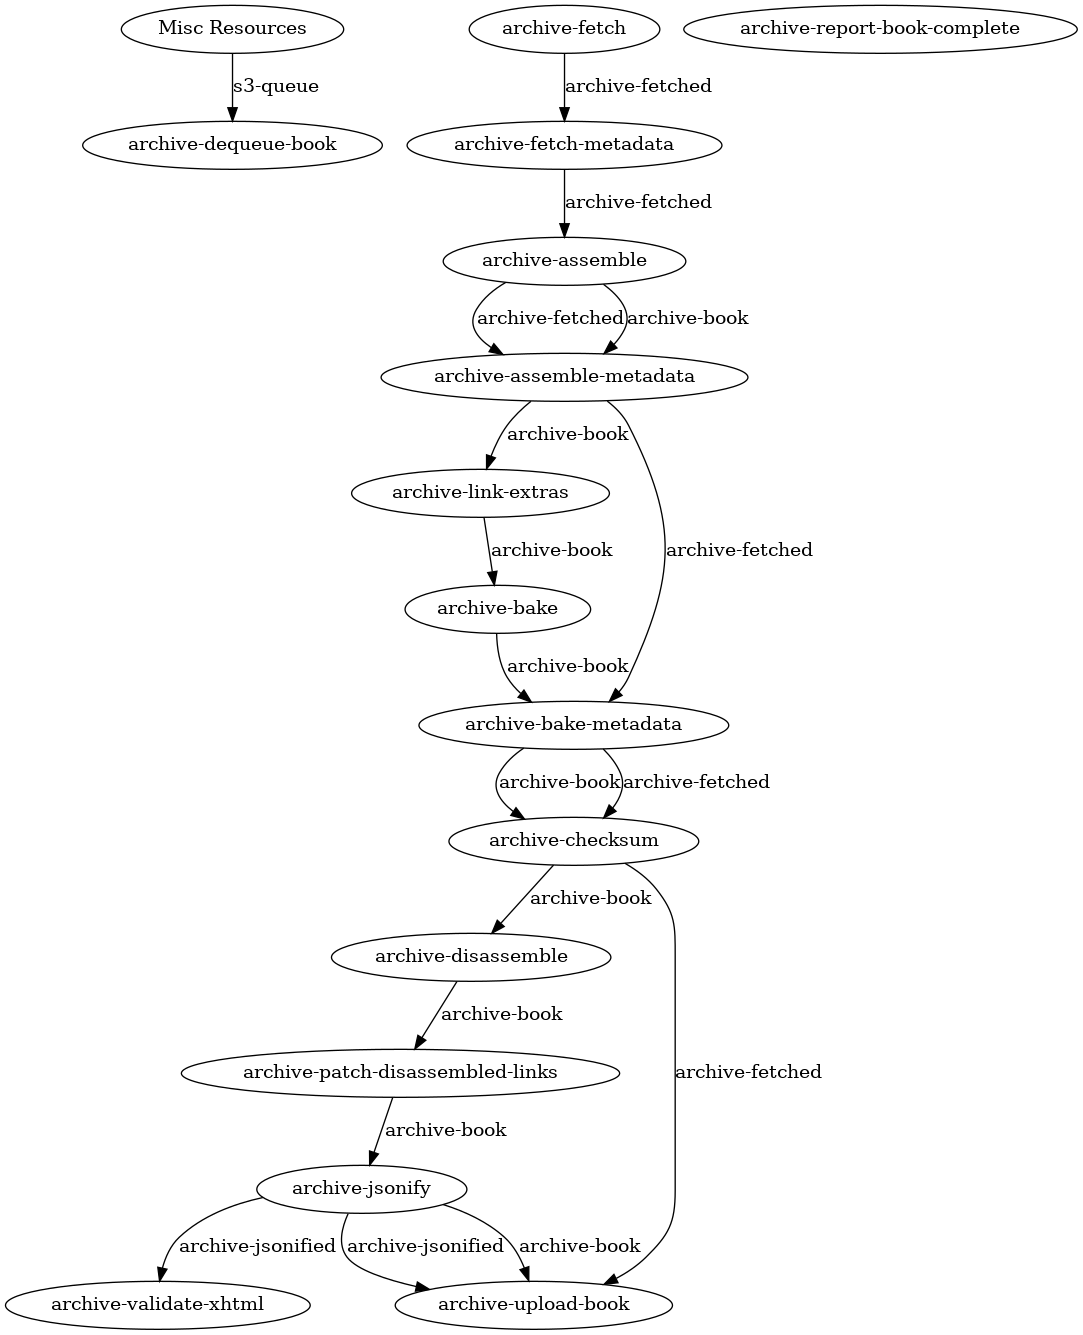 Misc Resources
archive-fetch
archive-report-book-complete
s3-queue
archive-fetched
archive-dequeue-book
archive-fetch-metadata
archive-fetched
archive-assemble
archive-fetched
archive-book
archive-assemble-metadata
archive-book
archive-link-extras
archive-book
archive-fetched
archive-bake
archive-book
archive-bake-metadata
archive-book
archive-fetched
archive-checksum
archive-book
archive-disassemble
archive-book
archive-patch-disassembled-links
archive-fetched
archive-book
archive-jsonify
archive-jsonified
archive-jsonified
archive-book
archive-validate-xhtml
archive-upload-book